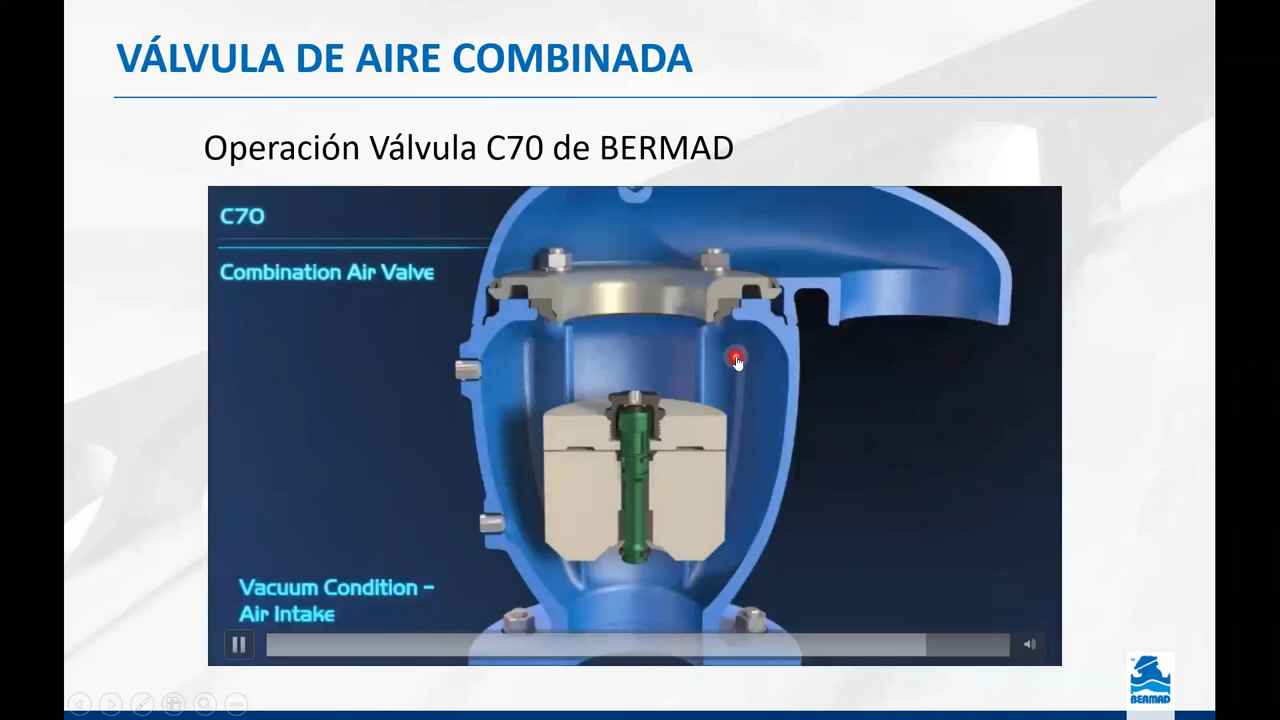 VÁLVULA DE AIRE COMBINADA
Operación Válvula C70 de BERMAD
C70
Combination Air Valve
Vacuum Condition -
Air Intake
BERMAD